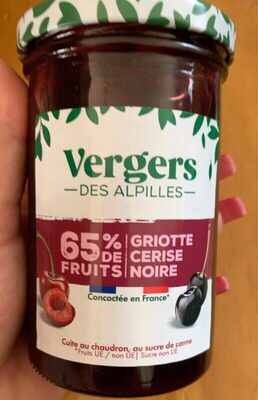 Vergers
DES ALPILLES
65% DE FRUITS
GRIOTTE
CERISE
NOIRE
Concoctée en France*
Cuite au chaudron, au sucre de canne
*Fruits UE / non UE | Sucre non UE